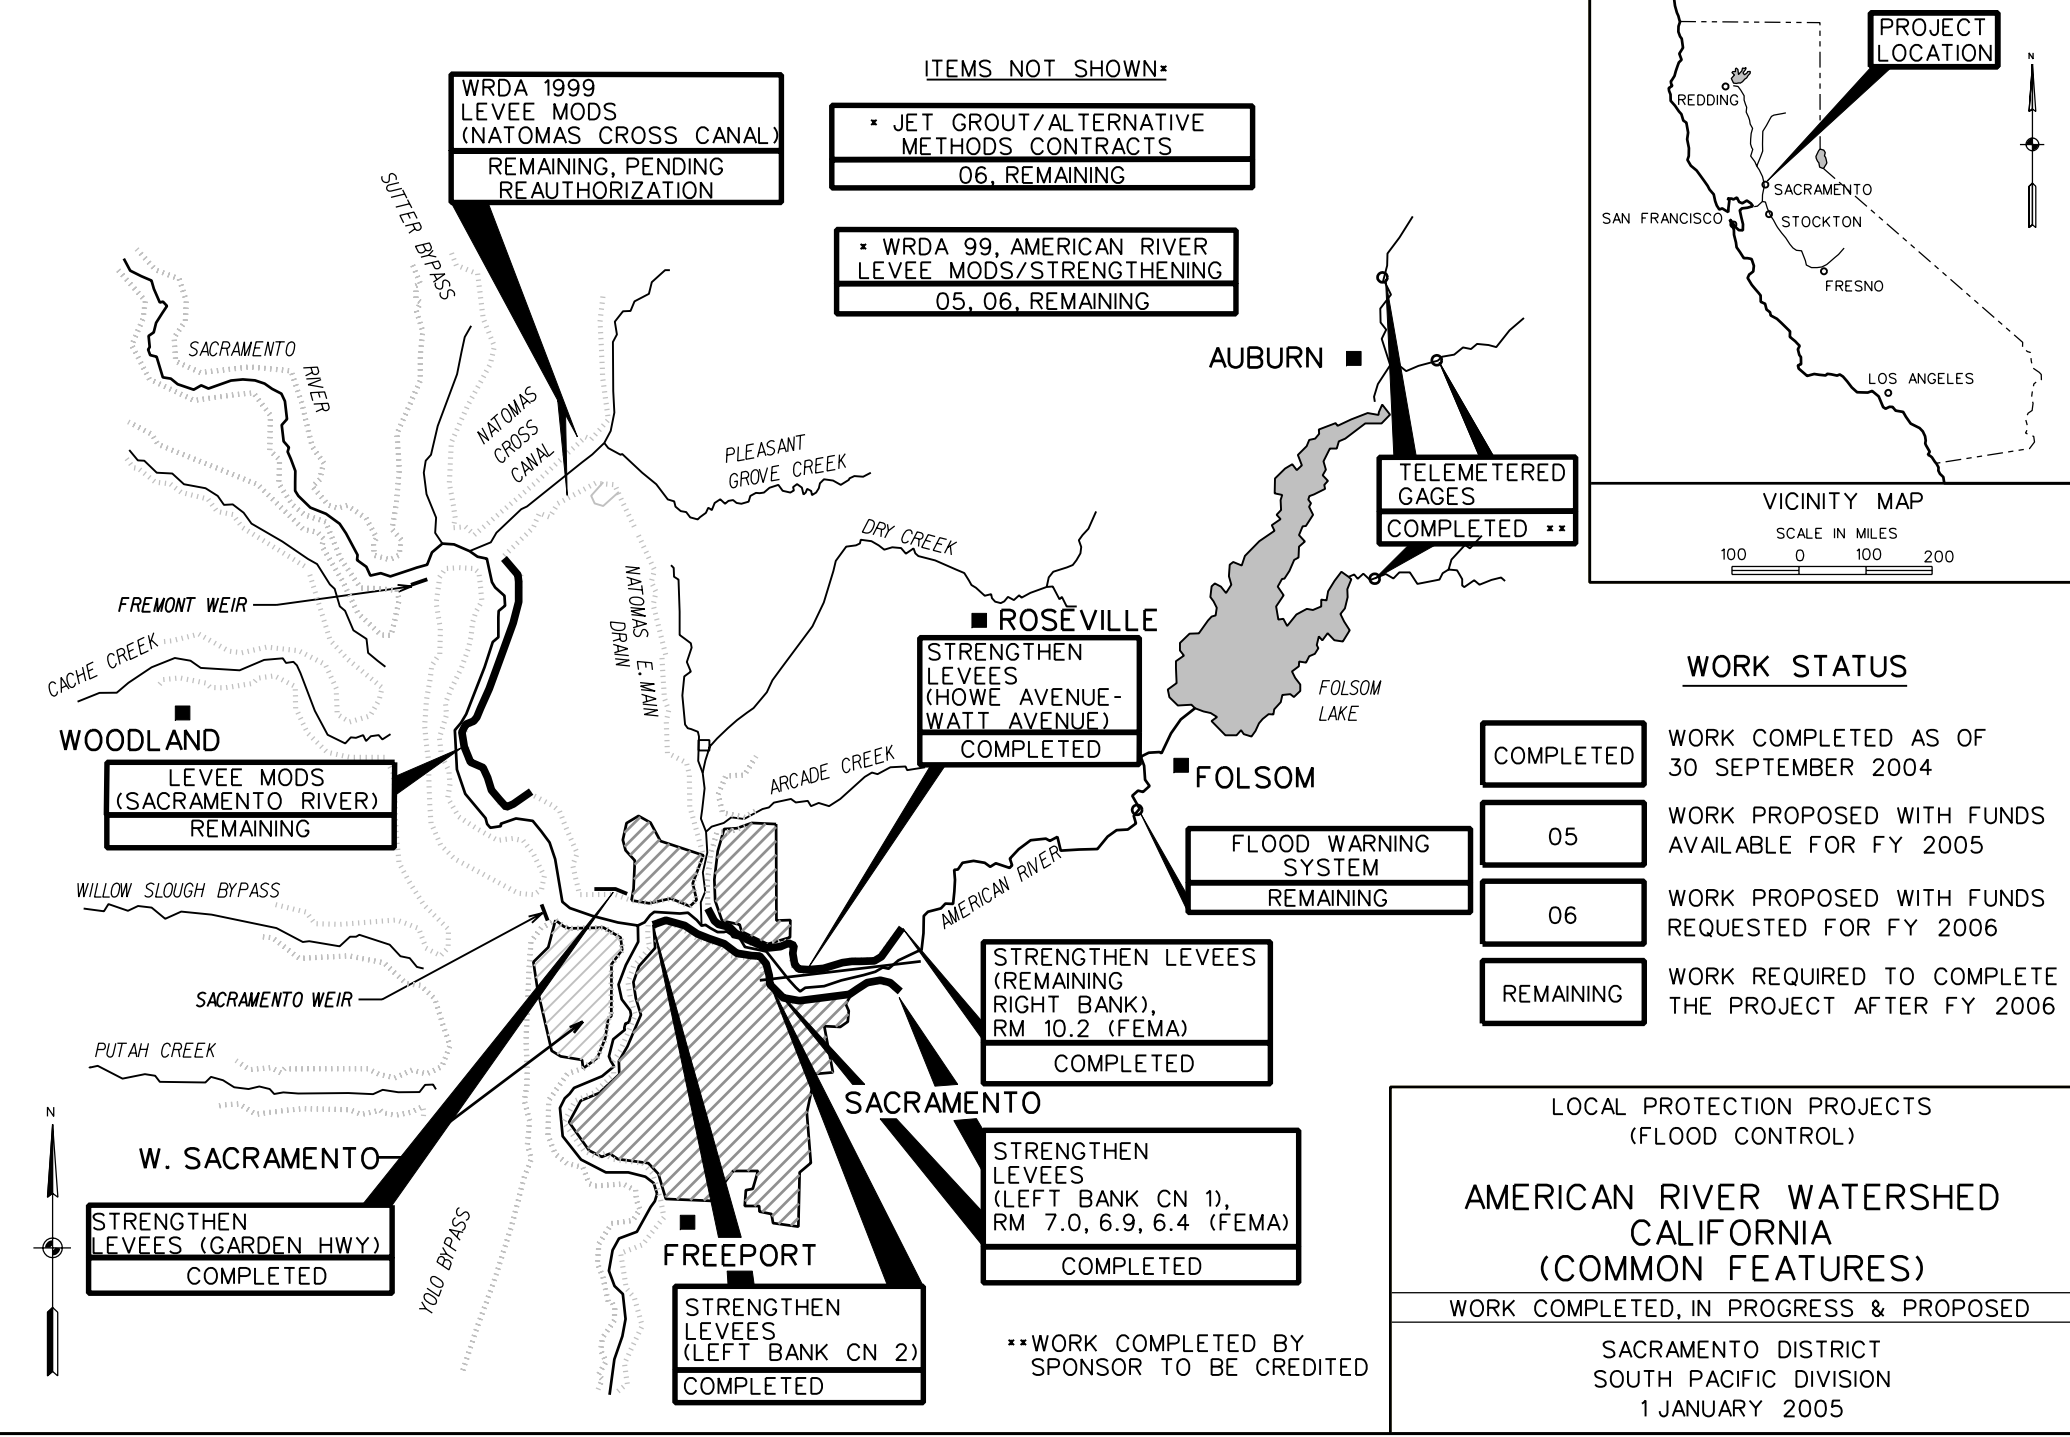 ITEMS NOT SHOWN*
* JET GROUT/ALTERNATIVE
METHODS CONTRACTS
06, REMAINING
* WRDA 99, AMERICAN RIVER
LEVEE MODS/STRENGTHENING
05, 06, REMAINING
WRDA 1999
LEVEE MODS
(NATOMAS CROSS CANAL)
REMAINING, PENDING
REAUTHORIZATION
SUTTER BYPASS
SACRAMENTO
RIVER
NATOMAS
CROSS
CANAL
PLEASANT
GROVE CREEK
DRY CREEK
AUBURN
TELEMETERED
GAGES
COMPLETED **
FREMONT WEIR
CACHE CREEK
WOODLAND
NATOMAS E. MAIN
DRAIN
ROSEVILLE
STRENGTHEN
LEVEES
(HOWE AVENUE-
WATT AVENUE)
COMPLETED
FOLSOM
LAKE
FOLSOM
LEVEE MODS
(SACRAMENTO RIVER)
REMAINING
ARCADE CREEK
WILLOW SLOUGH BYPASS
AMERICAN RIVER
FLOOD WARNING
SYSTEM
REMAINING
SACRAMENTO WEIR
STRENGTHEN LEVEES
(REMAINING
RIGHT BANK),
RM 10.2 (FEMA)
COMPLETED
PUTAH CREEK
SACRAMENTO
W. SACRAMENTO
STRENGTHEN
LEVEES
(LEFT BANK CN 1),
RM 7.0, 6.9, 6.4 (FEMA)
COMPLETED
N
STRENGTHEN
LEVEES (GARDEN HWY)
COMPLETED
YOLO BYPASS
FREEPORT
STRENGTHEN
LEVEES
(LEFT BANK CN 2)
COMPLETED
**WORK COMPLETED BY
SPONSOR TO BE CREDITED
PROJECT
LOCATION
N
REDDING
SACRAMENTO
SAN FRANCISCO
STOCKTON
FRESNO
LOS ANGELES
VICINITY MAP
SCALE IN MILES
100 0 100 200
WORK STATUS
COMPLETED
WORK COMPLETED AS OF
30 SEPTEMBER 2004
05
WORK PROPOSED WITH FUNDS
AVAILABLE FOR FY 2005
06
WORK PROPOSED WITH FUNDS
REQUESTED FOR FY 2006
REMAINING
WORK REQUIRED TO COMPLETE
THE PROJECT AFTER FY 2006
LOCAL PROTECTION PROJECTS
(FLOOD CONTROL)
AMERICAN RIVER WATERSHED
CALIFORNIA
(COMMON FEATURES)
WORK COMPLETED, IN PROGRESS & PROPOSED
SACRAMENTO DISTRICT
SOUTH PACIFIC DIVISION
1 JANUARY 2005